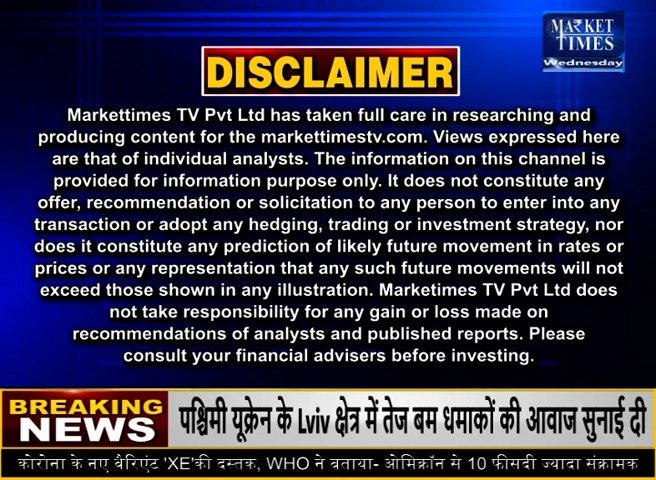 MARKET
TIMES
Wednesday
DISCLAIMER
Markettimes TV Pvt Ltd has taken full care in researching and
producing content for the markettimestv.com. Views expressed here
are that of individual analysts. The information on this channel is
provided for information purpose only. It does not constitute any
offer, recommendation or solicitation to any person to enter into any
transaction or adopt any hedging, trading or investment strategy, nor
does it constitute any prediction of likely future movement in rates or
prices or any representation that any such future movements will not
exceed those shown in any illustration. Marketimes TV Pvt Ltd does
not take responsibility for any gain or loss made on
recommendations of analysts and published reports. Please
consult your financial advisers before investing.
BREAKING
NEWS
पश्चिमी यूक्रेन के Lviv क्षेत्र में तेज बम धमाकों की आवाज सुनाई दी
कोरोना के नए वैरिएंट 'XE'की दस्तक, WHO ने बताया- ओमिक्रॉन से 10 फीसदी ज्यादा संक्रामक